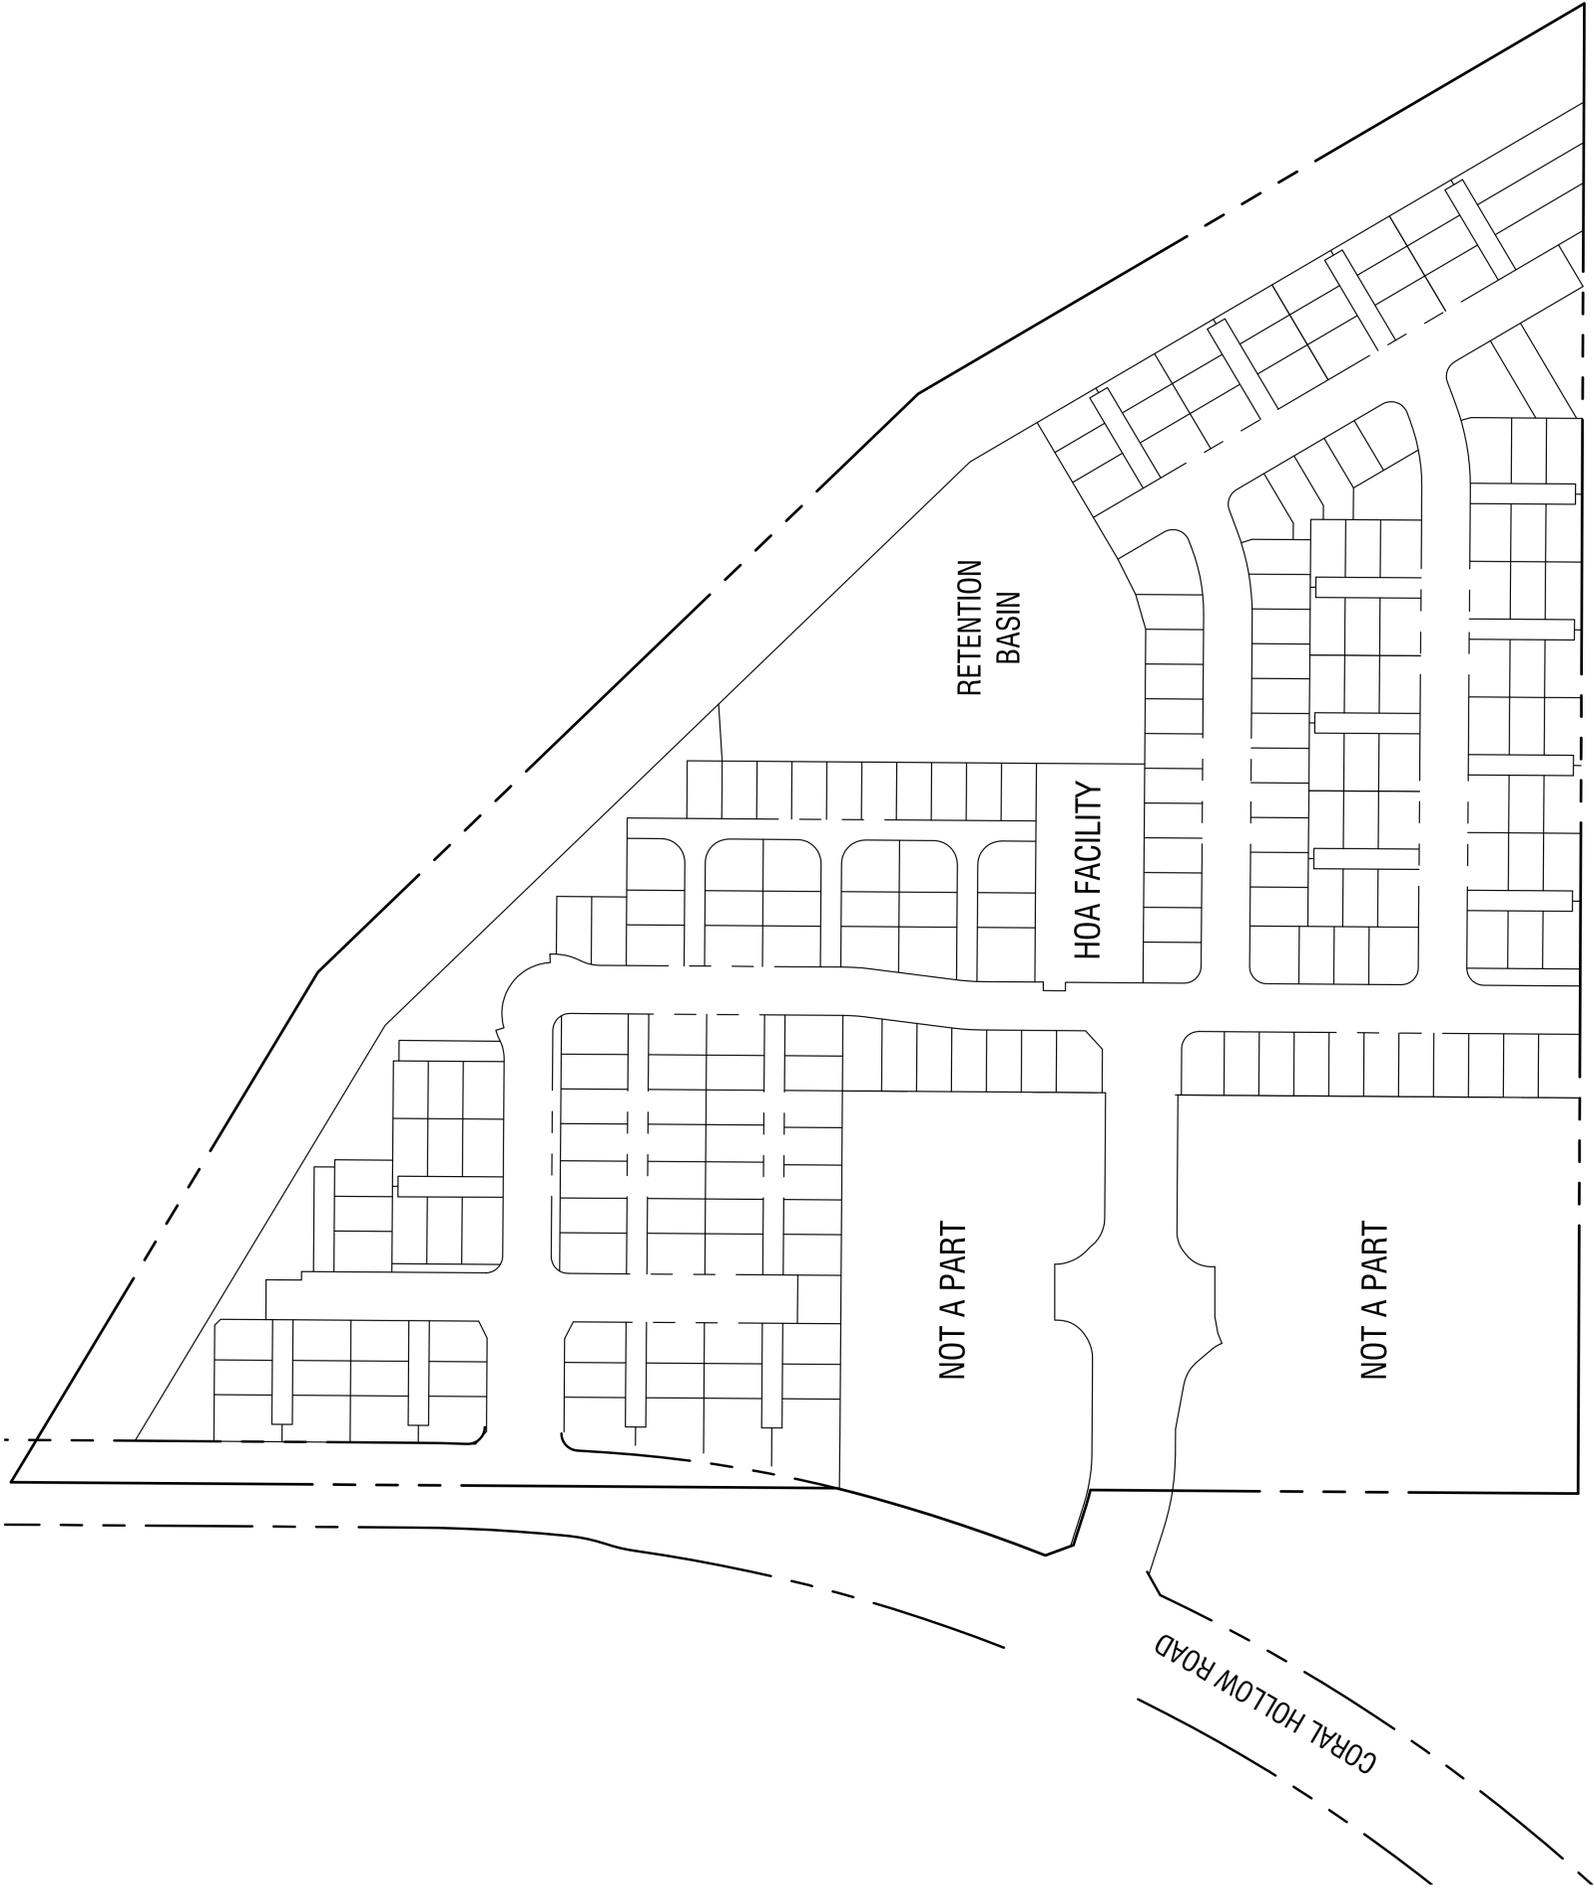 RETENTION
BASIN
HOA FACILITY
NOT A PART
NOT A PART
CORAL HOLLOW ROAD